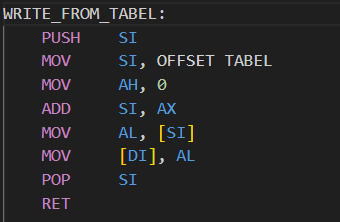 WRITE_FROM_TABEL:
PUSH SI
MOV SI, OFFSET TABEL
MOV AH, 0
ADD SI, AX
MOV AL, [SI]
MOV [DI], AL
POP SI
RET